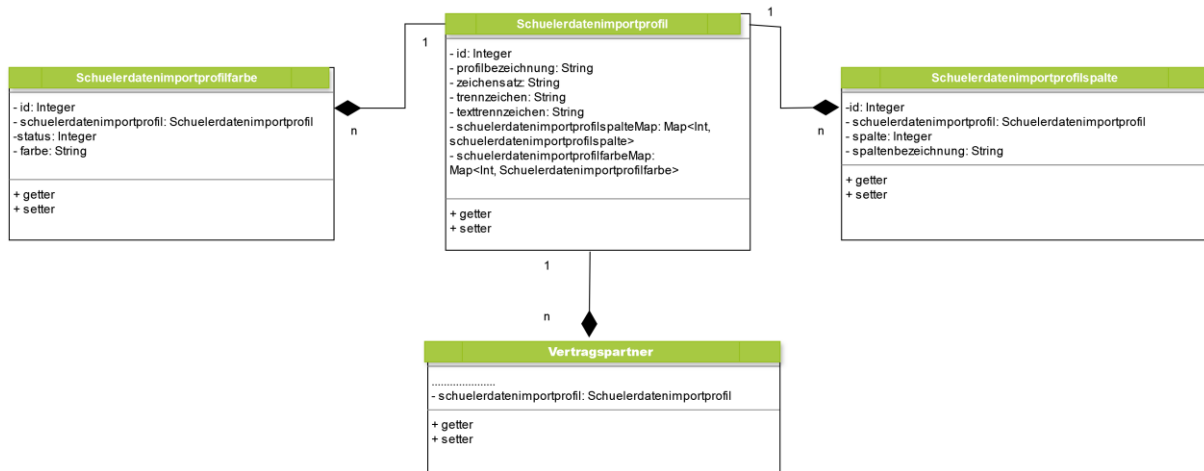 Schuelerdatenimportprofilfarbe
- id: Integer
- schuelerdatenimportprofil: Schuelerdatenimportprofil
-status: Integer
- farbe: String
+ getter
+ setter
n
1
Schuelerdatenimportprofil
- id: Integer
- profilbezeichnung: String
- zeichensatz: String
- trennzeichen: String
- texttrennzeichen: String
- schuelerdatenimportprofilspalteMap: Map<Int,
schuelerdatenimportprofilspalte>
- schuelerdatenimportprofilfarbeMap:
Map<Int, Schuelerdatenimportprofilfarbe>
+ getter
+ setter
1
n
Schuelerdatenimportprofilspalte
-id: Integer
- schuelerdatenimportprofil: Schuelerdatenimportprofil
- spalte: Integer
- spaltenbezeichnung: String
+ getter
+ setter
1
n
Vertragspartner
.....................
- schuelerdatenimportprofil: Schuelerdatenimportprofil
+ getter
+ setter